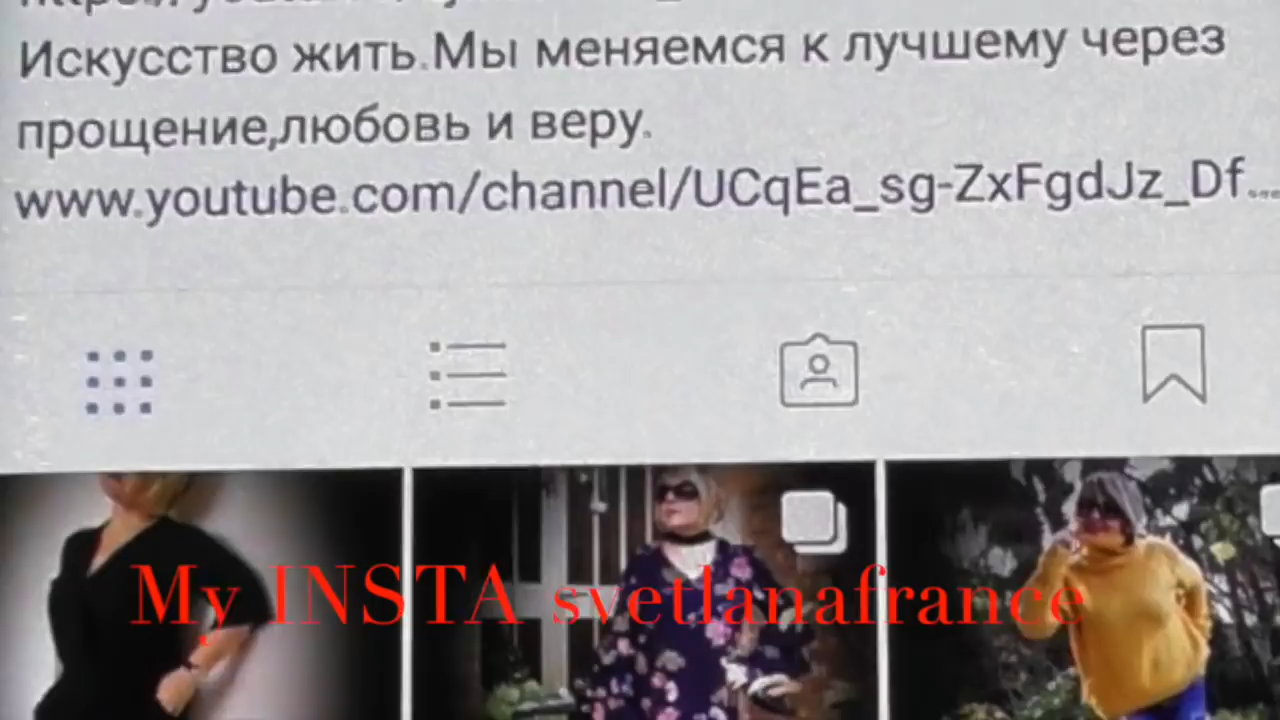 Искусство жить.Мы меняемся к лучшему через
прощение,любовь и веру.
www.youtube.com/channel/UCqEa_sg-ZxFgdJz_Df...
My INSTA svetlanafrance